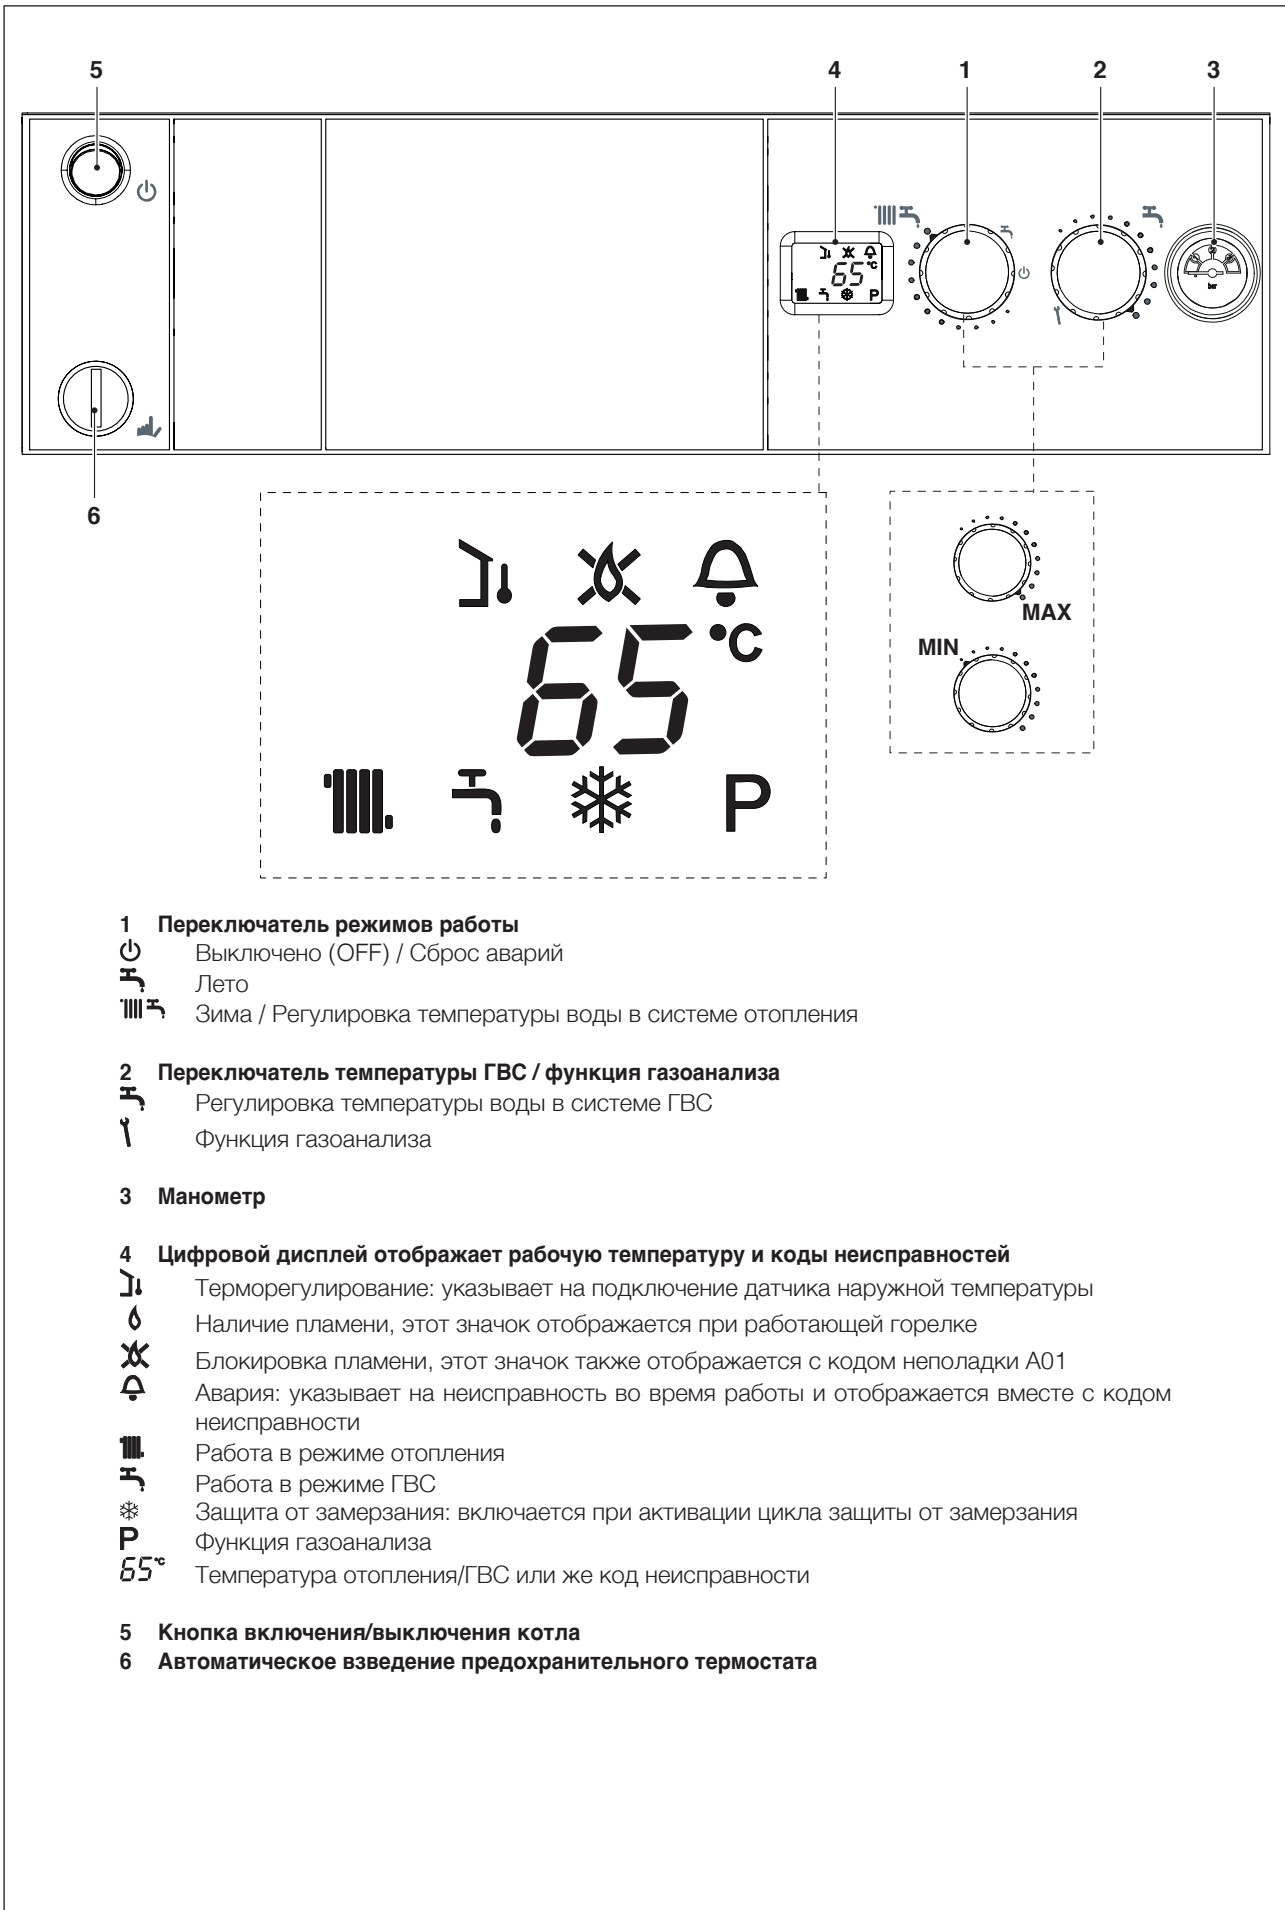 5 4 1 2 3
65 °C
P
bar
6
MAX
°C
65
MIN
P
1 Переключатель режимов работы
Выключено (OFF) / Сброс аварий
Лето
Зима / Регулировка температуры воды в системе отопления
2 Переключатель температуры ГВС / функция газоанализа
Регулировка температуры воды в системе ГВС
Функция газоанализа
3 Манометр
4 Цифровой дисплей отображает рабочую температуру и коды неисправностей
Терморегулирование: указывает на подключение датчика наружной температуры
Наличие пламени, этот значок отображается при работающей горелке
Блокировка пламени, этот значок также отображается с кодом неполадки A01
Авария: указывает на неисправность во время работы и отображается вместе с кодом
неисправности
Работа в режиме отопления
Работа в режиме ГВС
Защита от замерзания: включается при активации цикла защиты от замерзания
P Функция газоанализа
65°C Температура отопления/ГВС или же код неисправности
5 Кнопка включения/выключения котла
6 Автоматическое взведение предохранительного термостата